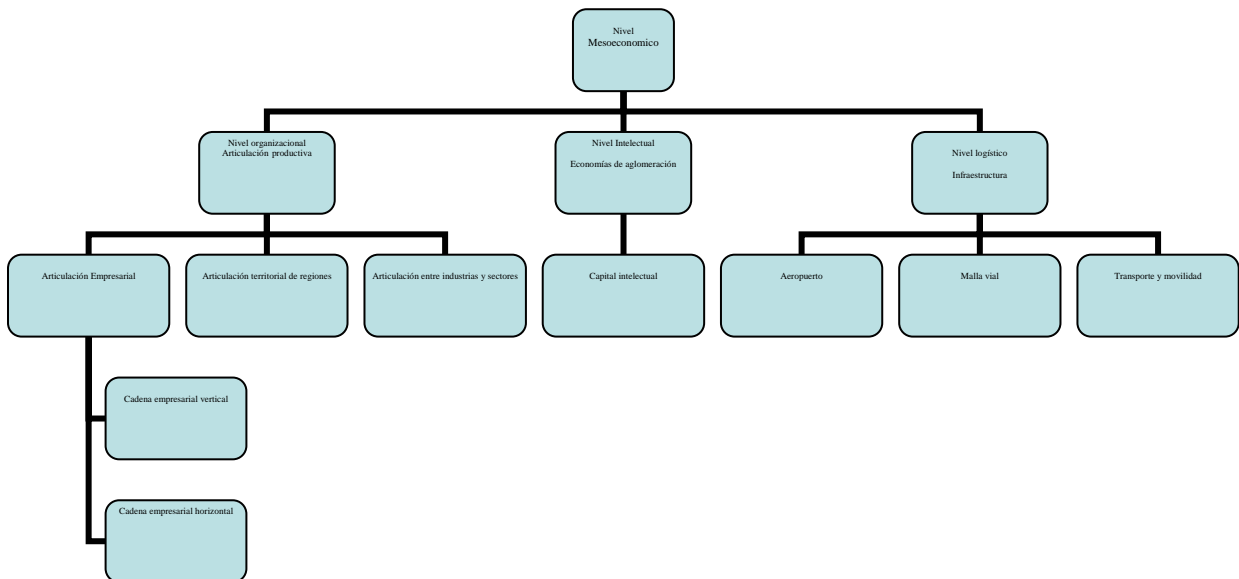 Nivel
Mesoeconomico
Nivel organizacional
Articulación productiva
Nivel Intelectual
Economías de aglomeración
Nivel logístico
Infraestructura
Articulación Empresarial
Articulación territorial de regiones
Articulación entre industrias y sectores
Capital intelectual
Aeropuerto
Malla vial
Transporte y movilidad
Cadena empresarial vertical
Cadena empresarial horizontal